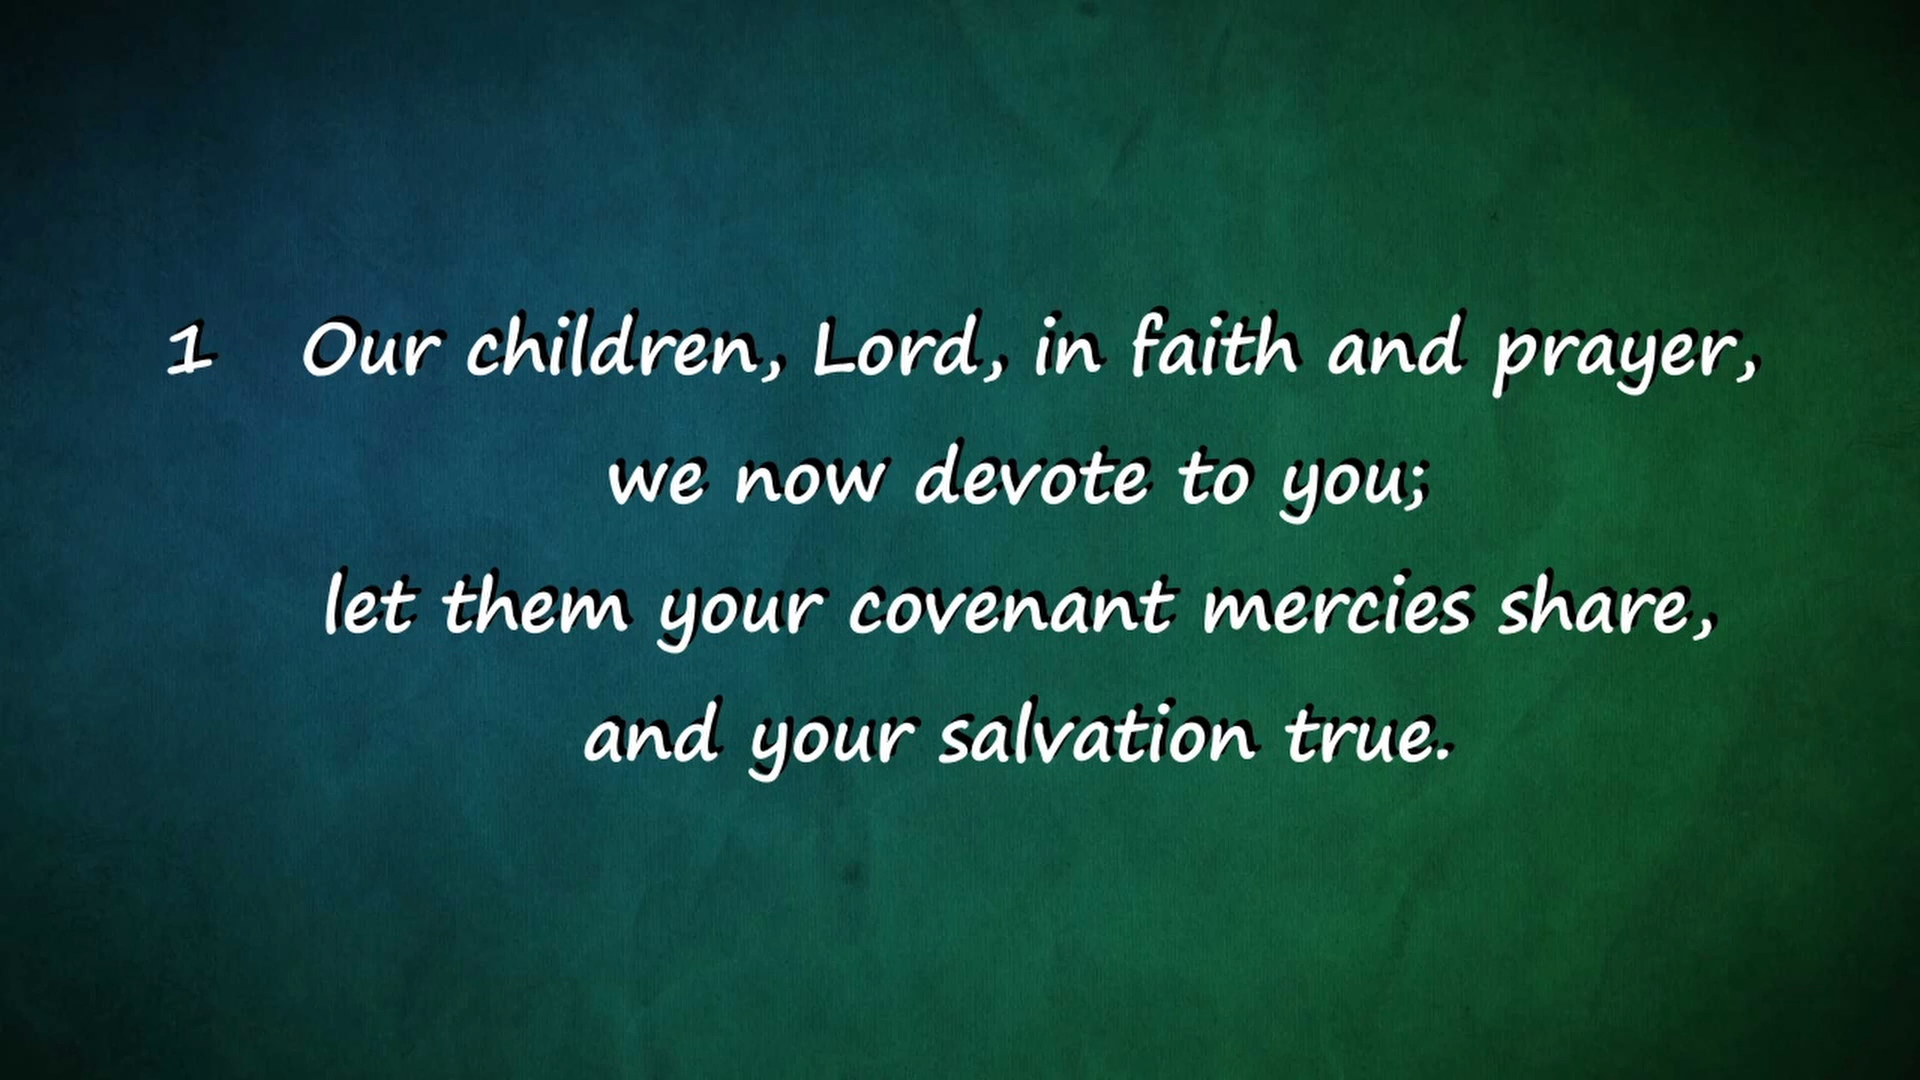 1 Our children, Lord, in faith and prayer,
we now devote to you;
let them your covenant mercies share,
and your salvation true.